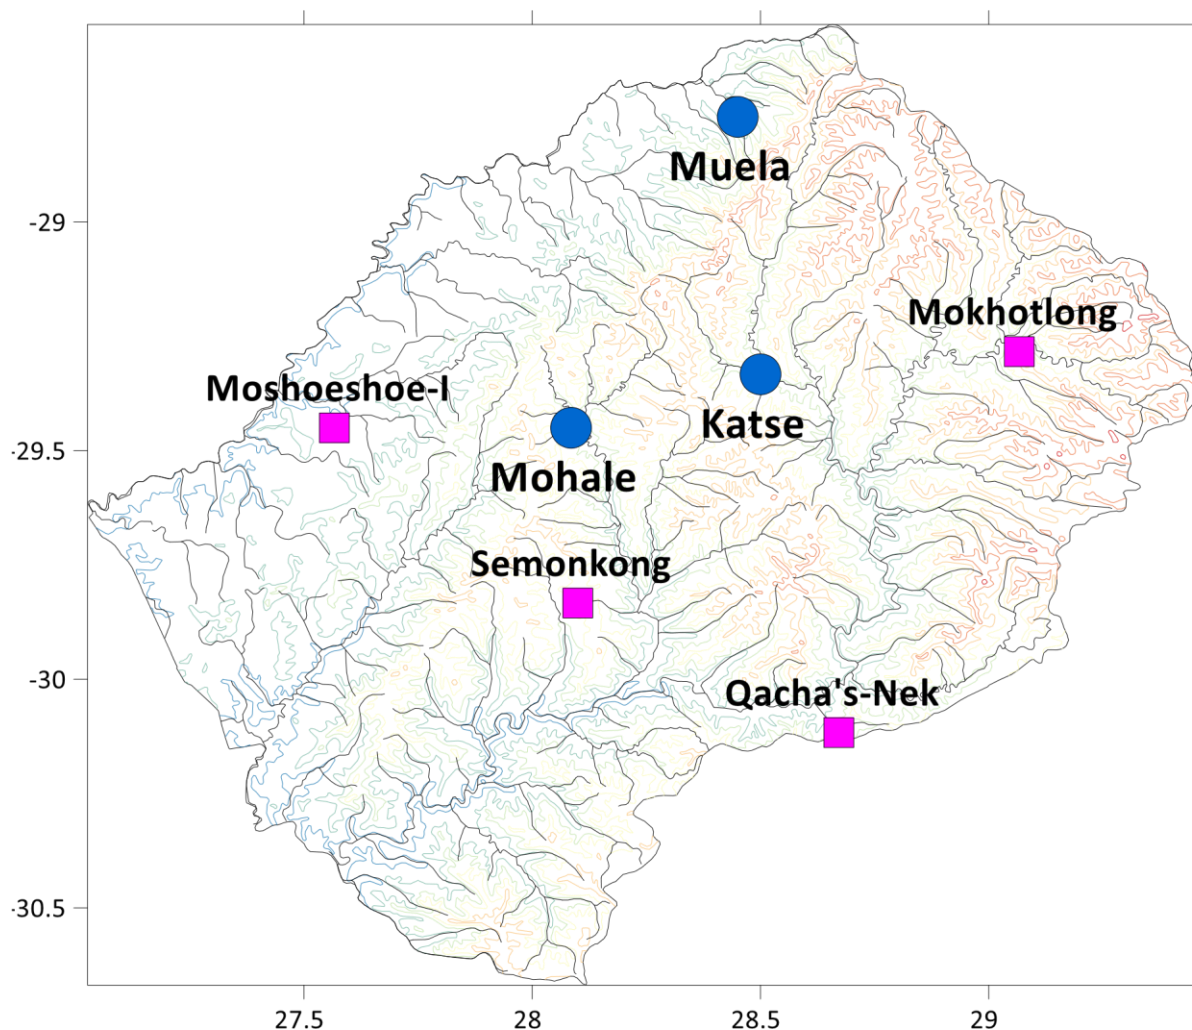 Muela
-29
Mokhotlong
Moshoeshoe-I
Katse
-29.5
Mohale
Semonkong
-30
Qacha's-Nek
-30.5
27.5
28
28.5
29